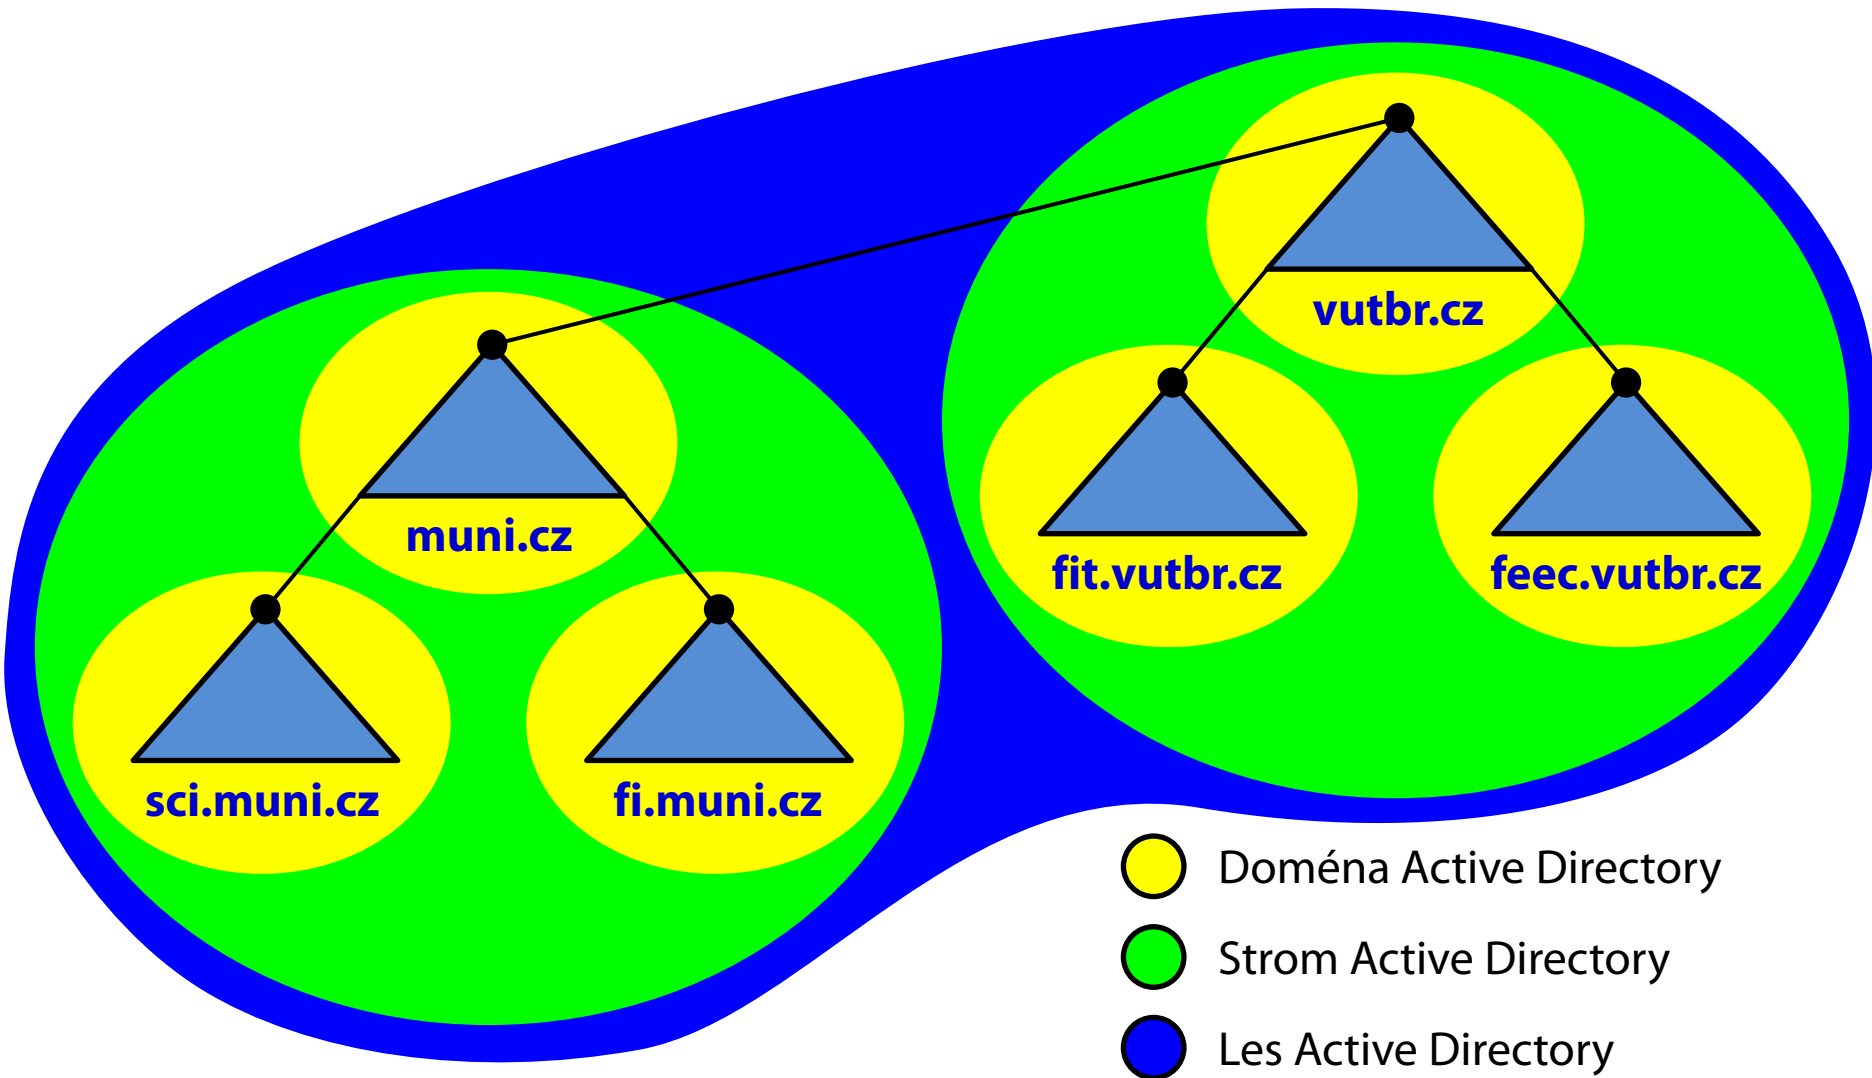 vutbr.cz
muni.cz
fit.vutbr.cz
feec.vutbr.cz
sci.muni.cz
fi.muni.cz
Doména Active Directory
Strom Active Directory
Les Active Directory